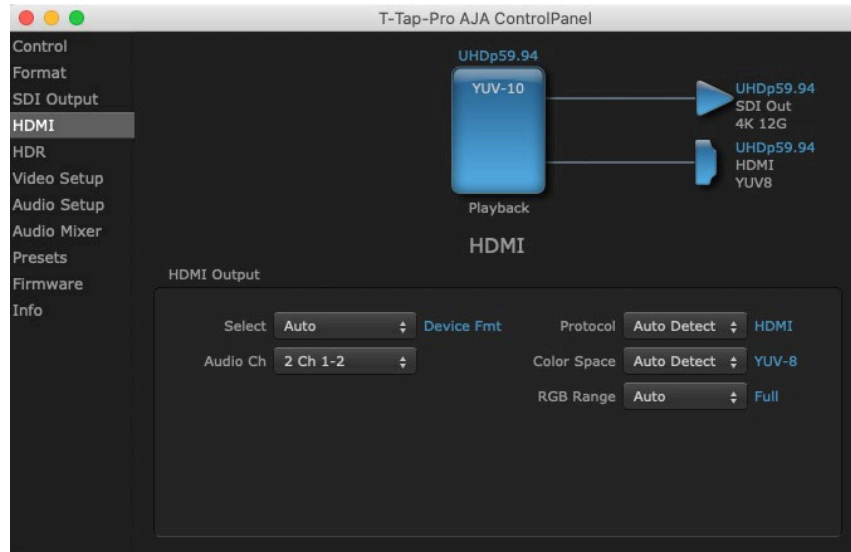 T-Tap-Pro AJA ControlPanel
Control
Format
SDI Output
HDMI
HDR
Video Setup
Audio Setup
Audio Mixer
Presets
Firmware
Info
UHDp59.94
YUV-10
Playback
UHDp59.94
SDI Out
4K 12G
UHDp59.94
HDMI
YUV8
HDMI
HDMI Output
Select Auto Device Fmt Protocol Auto Detect HDMI
Audio Ch 2 Ch 1-2 Color Space Auto Detect YUV-8
RGB Range Auto Full